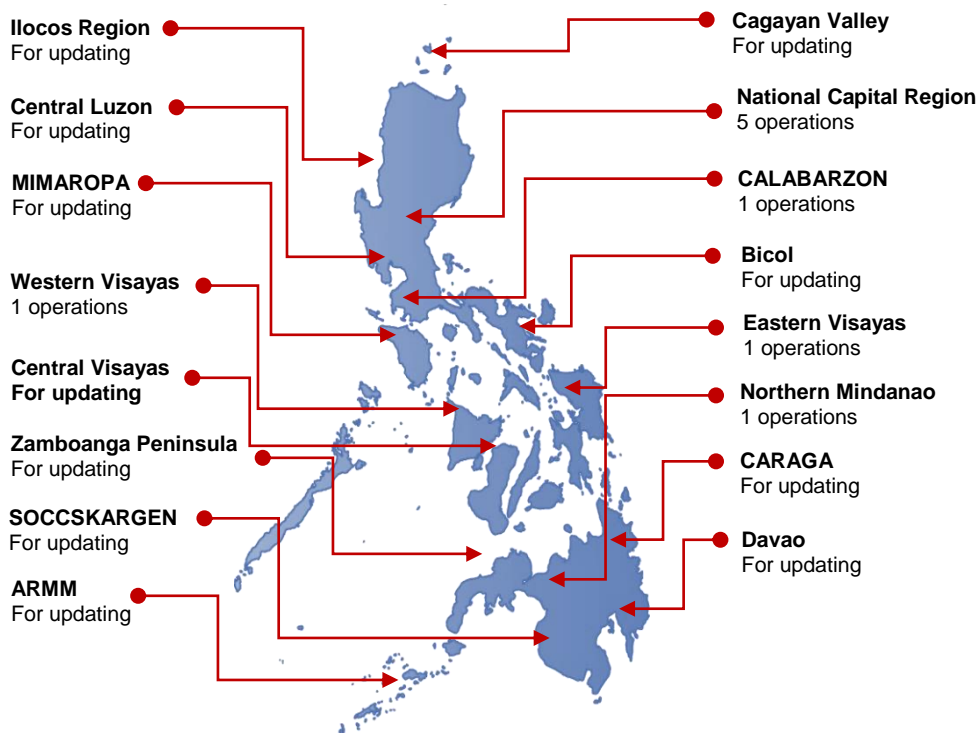 Ilocos Region
For updating
Central Luzon
For updating
MIMAROPA
For updating
Western Visayas
1 operations
Central Visayas
For updating
Zamboanga Peninsula
For updating
SOCCSKARGEN
For updating
ARMM
For updating
Cagayan Valley
For updating
National Capital Region
5 operations
CALABARZON
1 operations
Bicol
For updating
Eastern Visayas
1 operations
Northern Mindanao
1 operations
CARAGA
For updating
Davao
For updating